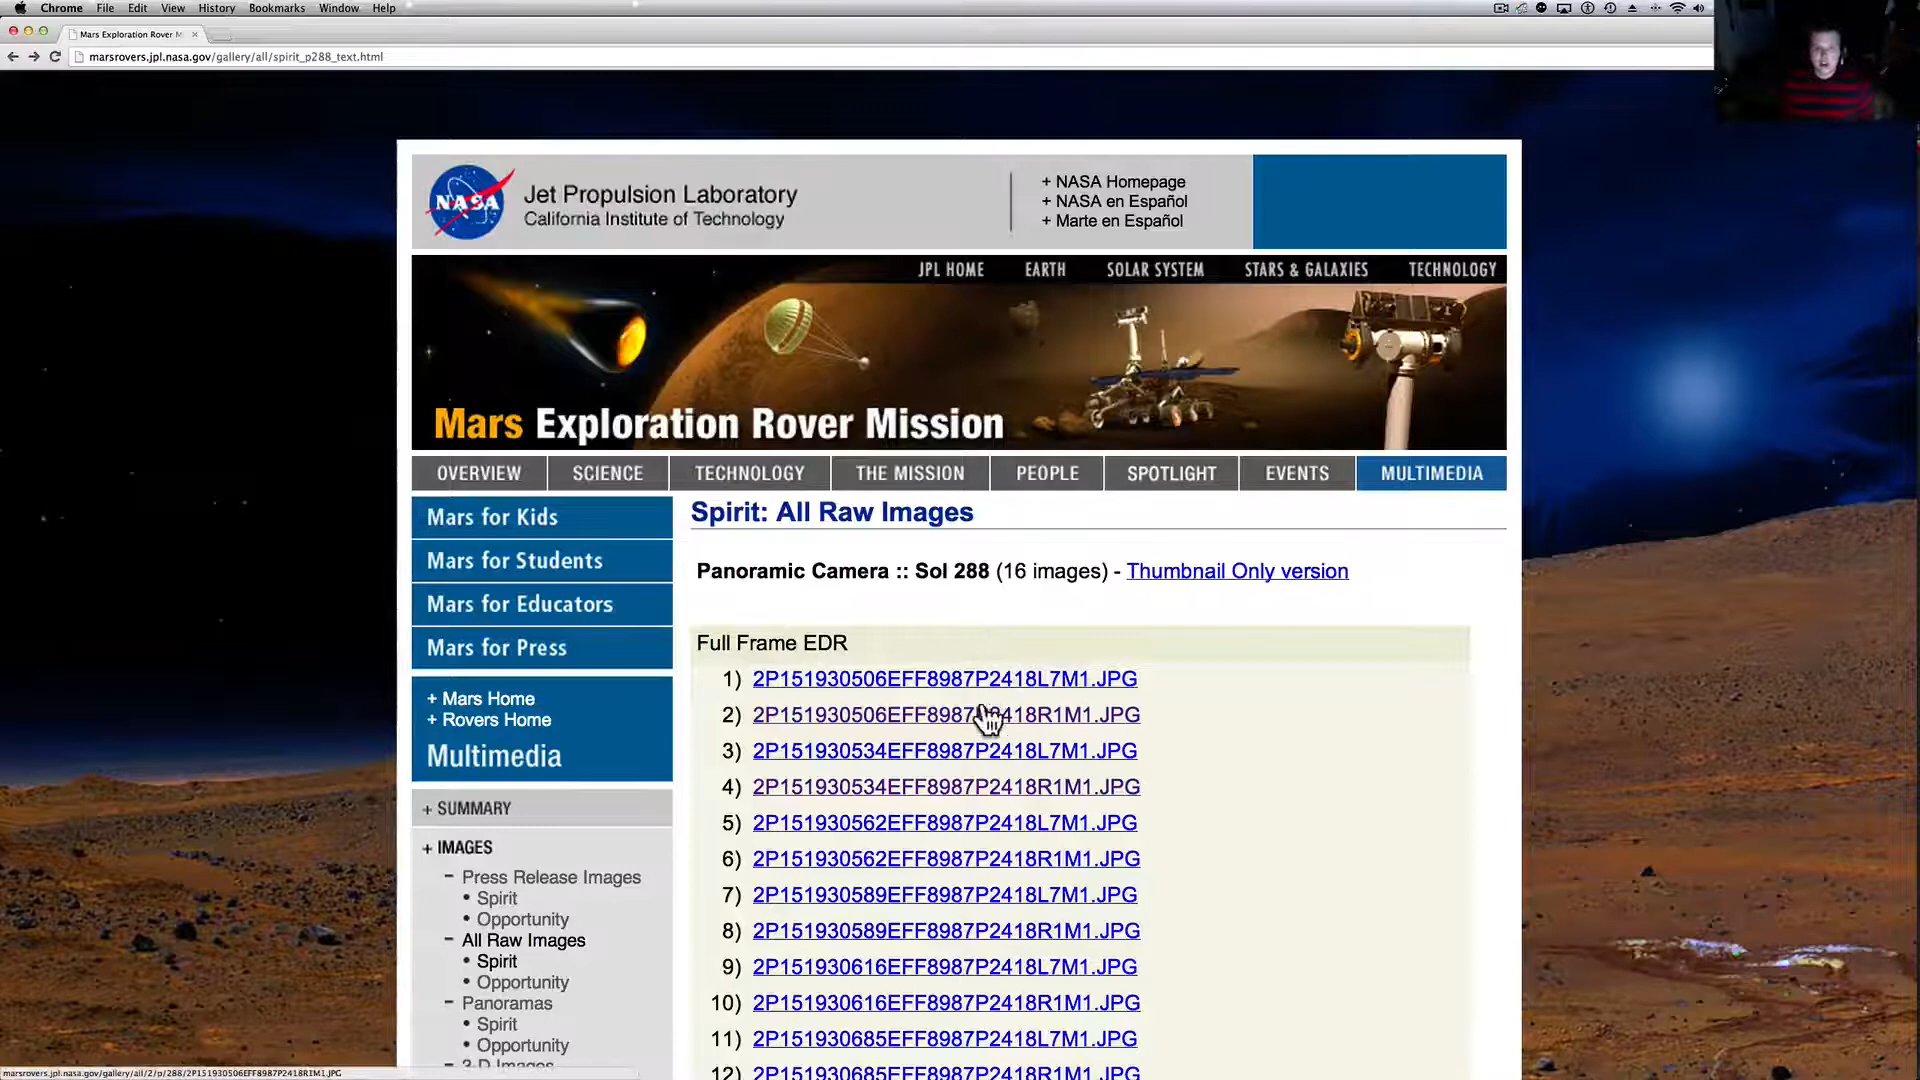 Chrome File Edit View History Bookmarks Window Help
Mars Exploration Rover M
marsrovers.jpl.nasa.gov/gallery/all/spirit_p288_text.html
NASA
Jet Propulsion Laboratory
California Institute of Technology
+ NASA Homepage
+ NASA en Español
+ Marte en Español
JPL HOME EARTH SOLAR SYSTEM STARS & GALAXIES TECHNOLOGY
Mars Exploration Rover Mission
OVERVIEW SCIENCE TECHNOLOGY THE MISSION PEOPLE SPOTLIGHT EVENTS MULTIMEDIA
Mars for Kids
Mars for Students
Mars for Educators
Mars for Press
+ Mars Home
+ Rovers Home
Multimedia
+ SUMMARY
+ IMAGES
– Press Release Images
• Spirit
• Opportunity
– All Raw Images
• Spirit
• Opportunity
– Panoramas
• Spirit
• Opportunity
– 3-D Images
Spirit: All Raw Images
Panoramic Camera :: Sol 288 (16 images) - Thumbnail Only version
Full Frame EDR
1) 2P151930506EFF8987P2418L7M1.JPG
2) 2P151930506EFF8987P2418R1M1.JPG
3) 2P151930534EFF8987P2418L7M1.JPG
4) 2P151930534EFF8987P2418R1M1.JPG
5) 2P151930562EFF8987P2418L7M1.JPG
6) 2P151930562EFF8987P2418R1M1.JPG
7) 2P151930589EFF8987P2418L7M1.JPG
8) 2P151930589EFF8987P2418R1M1.JPG
9) 2P151930616EFF8987P2418L7M1.JPG
10) 2P151930616EFF8987P2418R1M1.JPG
11) 2P151930685EFF8987P2418L7M1.JPG
12) 2P151930685EFF8987P2418R1M1.JPG
marsrovers.jpl.nasa.gov/gallery/all/2/p/288/2P151930506EFF8987P2418R1M1.JPG